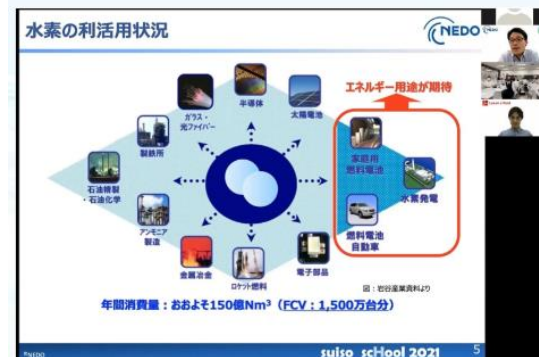 水素の利活用状況
NEDO
エネルギー用途が期待
半導体
ガラス・
光ファイバー
太陽電池
製鉄所
家庭用
燃料電池
石油精製
・石油化学
水素発電
アンモニア
製造
燃料電池
自動車
金属冶金
ロケット燃料
電子部品
図：岩谷産業資料より
年間消費量：おおよそ150億Nm³（FCV：1,500万台分）
©NEDO
suiso scHool 2021
5